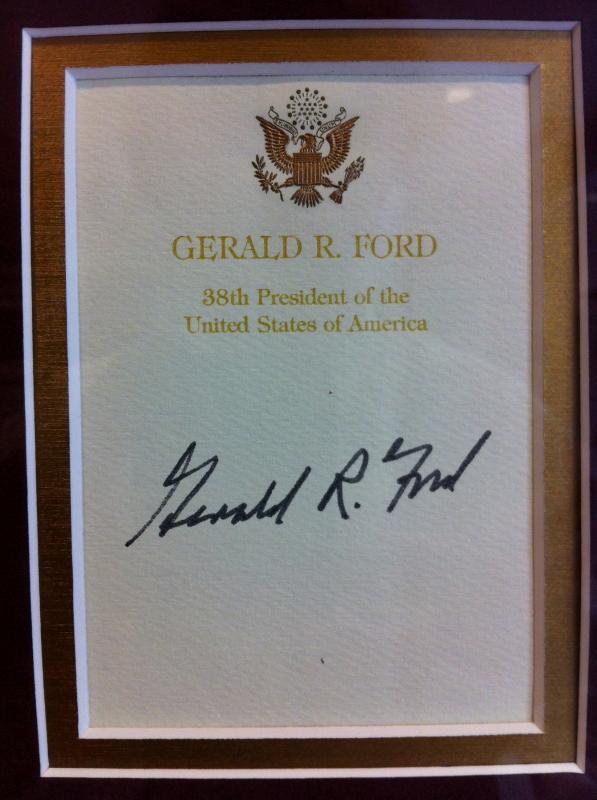 GERALD R. FORD
38th President of the
United States of America
Gerald R. Ford